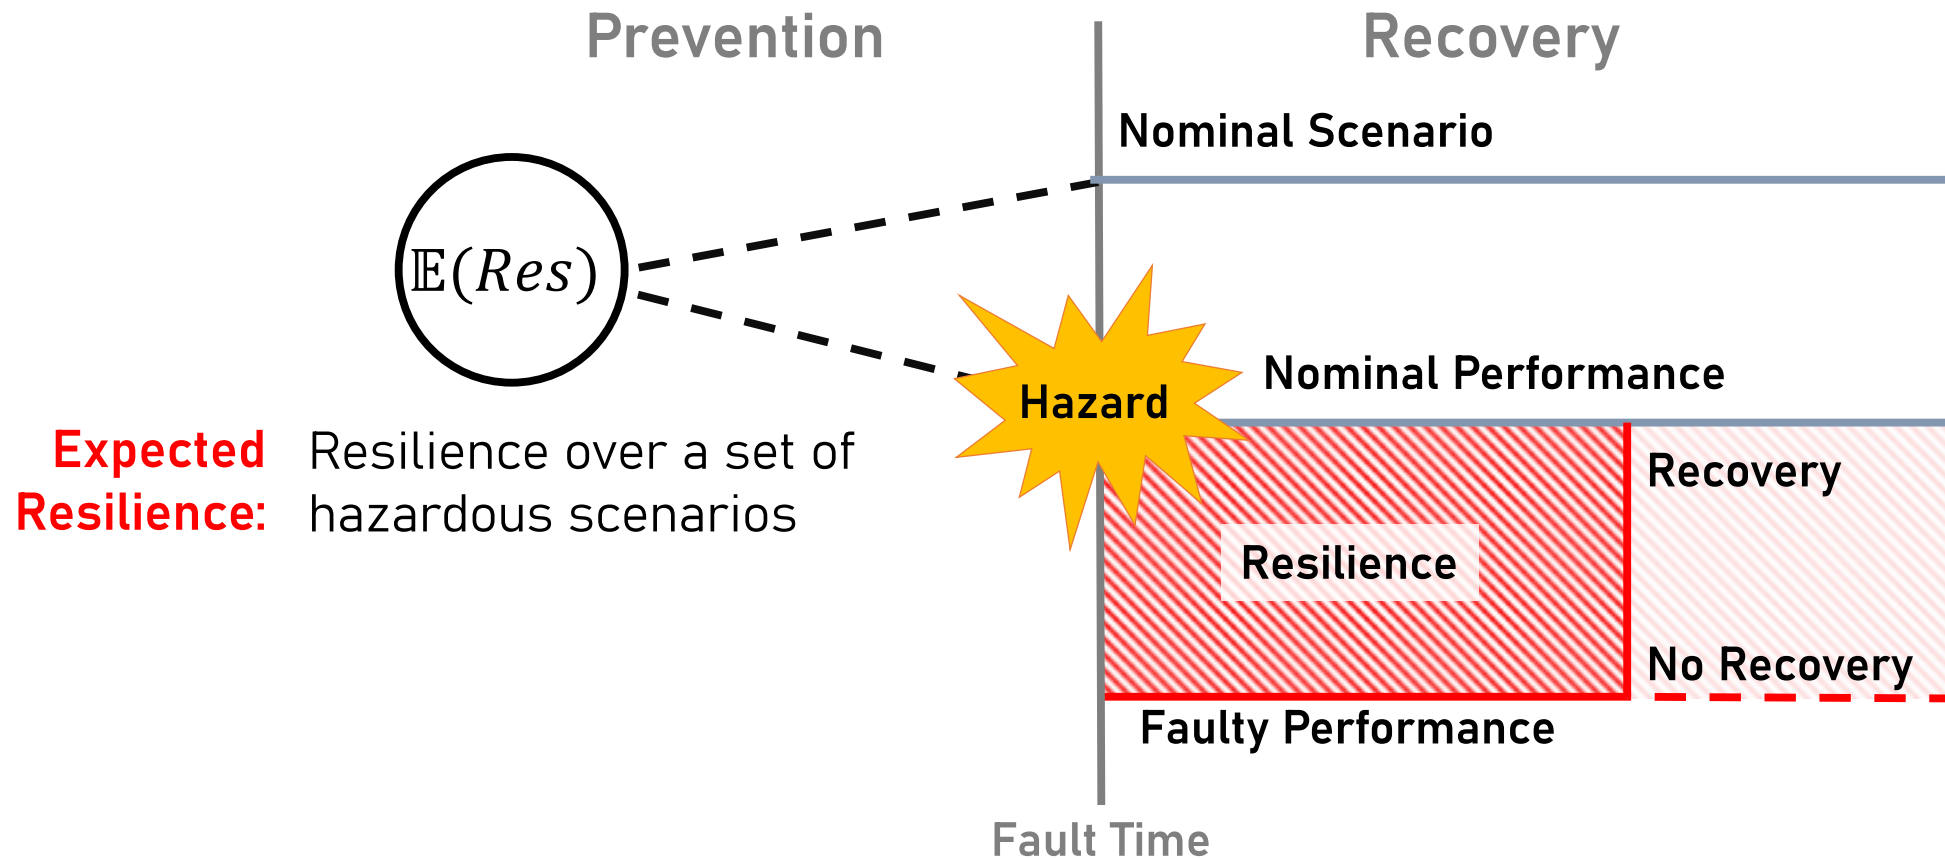 Prevention
Recovery
Nominal Scenario
𝔼(Res)
Hazard
Nominal Performance
Expected
Resilience:
Resilience over a set of
hazardous scenarios
Recovery
Resilience
No Recovery
Faulty Performance
Fault Time